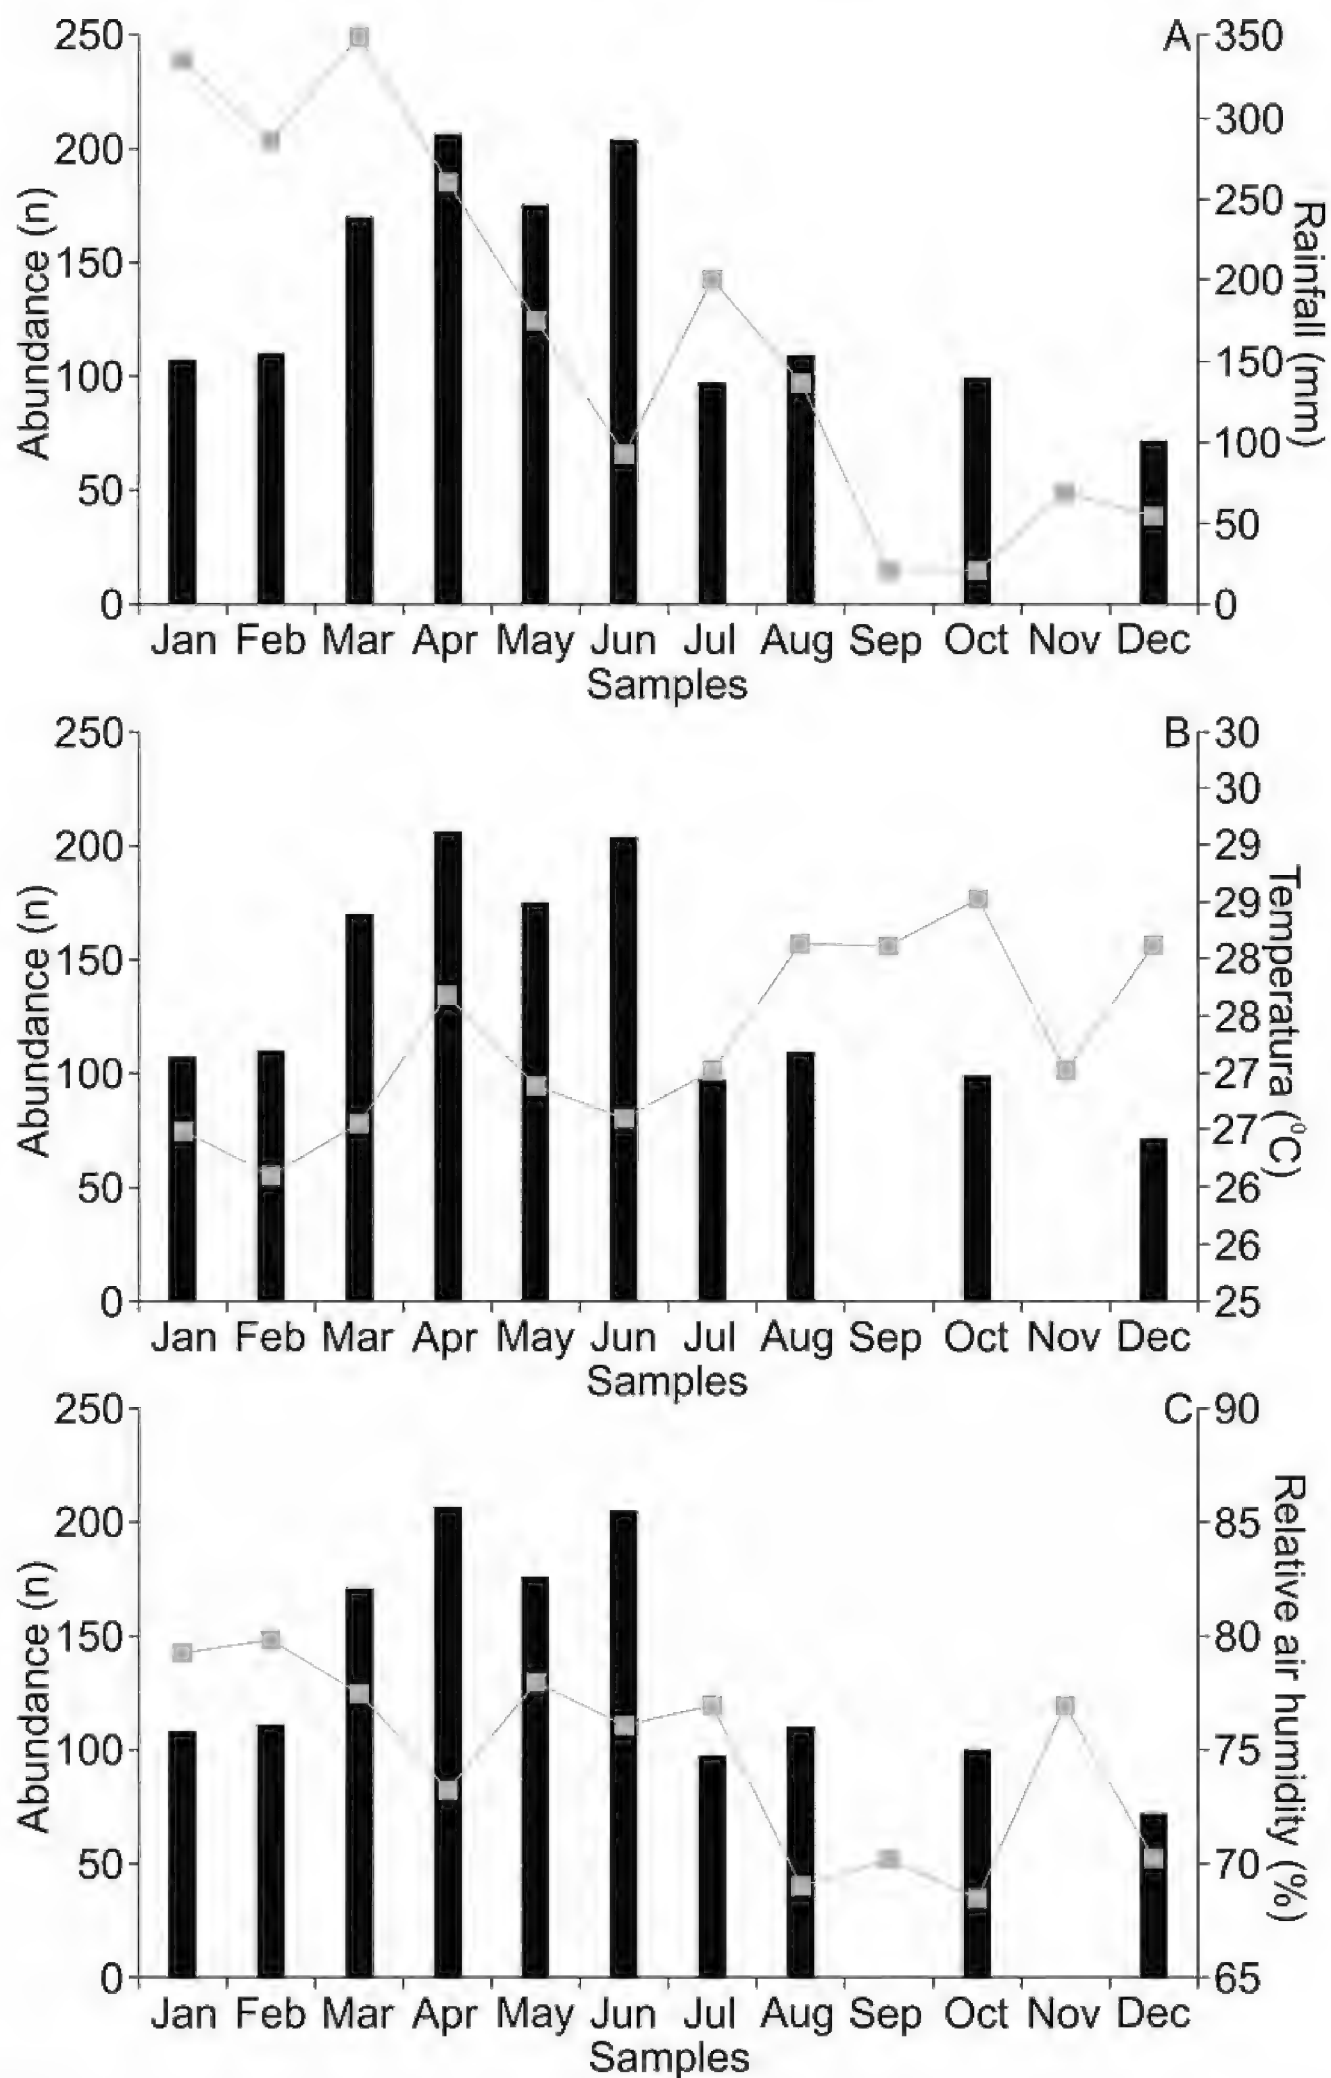 A
250
200
150
100
50
0
Abundance (n)
350
300
250
200
150
100
50
0
Rainfall (mm)
Jan Feb Mar Apr May Jun Jul Aug Sep Oct Nov Dec
Samples
B
250
200
150
100
50
0
Abundance (n)
30
30
29
29
28
28
27
27
26
26
25
Temperatura (⁰C)
Jan Feb Mar Apr May Jun Jul Aug Sep Oct Nov Dec
Samples
C
250
200
150
100
50
0
Abundance (n)
90
85
80
75
70
65
Relative air humidity (%)
Jan Feb Mar Apr May Jun Jul Aug Sep Oct Nov Dec
Samples